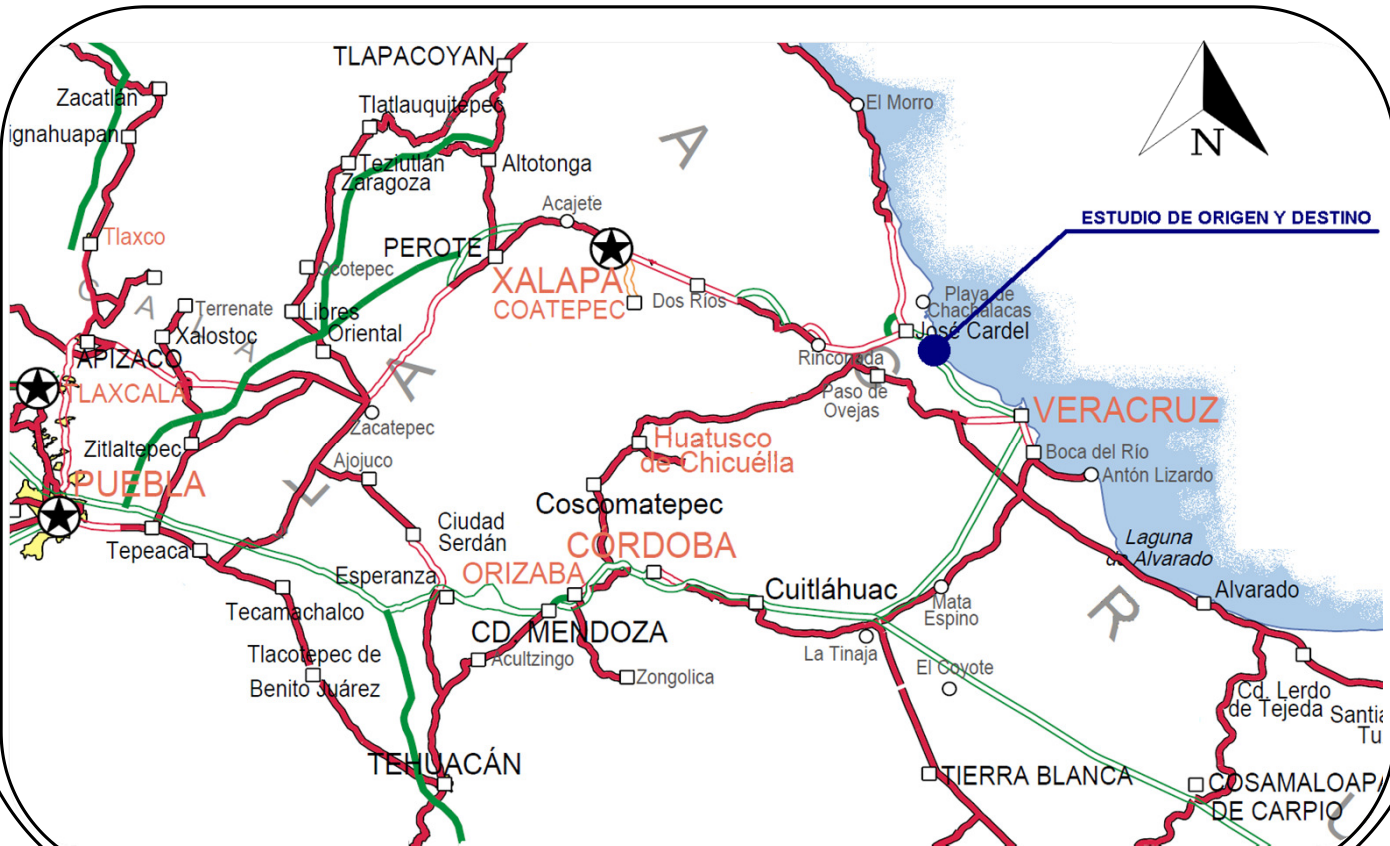 TLAPACOYAN
Zacatlán
Tlatlauquitepec
El Morro
ignahuapan
Teziutlán
Zaragoza
Altotonga
N
A
Acajete
ESTUDIO DE ORIGEN Y DESTINO
Tlaxco
PEROTE
Ocotepec
XALAPA
COATEPEC
Dos Ríos
Playa de
Chachalacas
C A L A
Terrenate
Libres
Xalostoc
Oriental
José Cardel
APIZACO
Rinconada
C
TLAXCALA
A
Paso de
Ovejas
Zacatepec
VERACRUZ
Zitlaltepec
Huatusco
de Chicuélla
Boca del Río
Ajojuco
Antón Lizardo
PUEBLA
L
Coscomatepec
Ciudad
Serdán
Tepeaca
CORDOBA
Laguna
de Alvarado
Esperanza
ORIZABA
Cuitláhuac
Alvarado
Tecamachalco
Mata
Espino
R
CD. MENDOZA
La Tinaja
Tlacotepec de
Benito Juárez
Acultzingo
Zongolica
El Coyote
Cd. Lerdo
de Tejeda
Santia
Tu
TEHUACÁN
TIERRA BLANCA
COSAMALOAPA
DE CARPIO